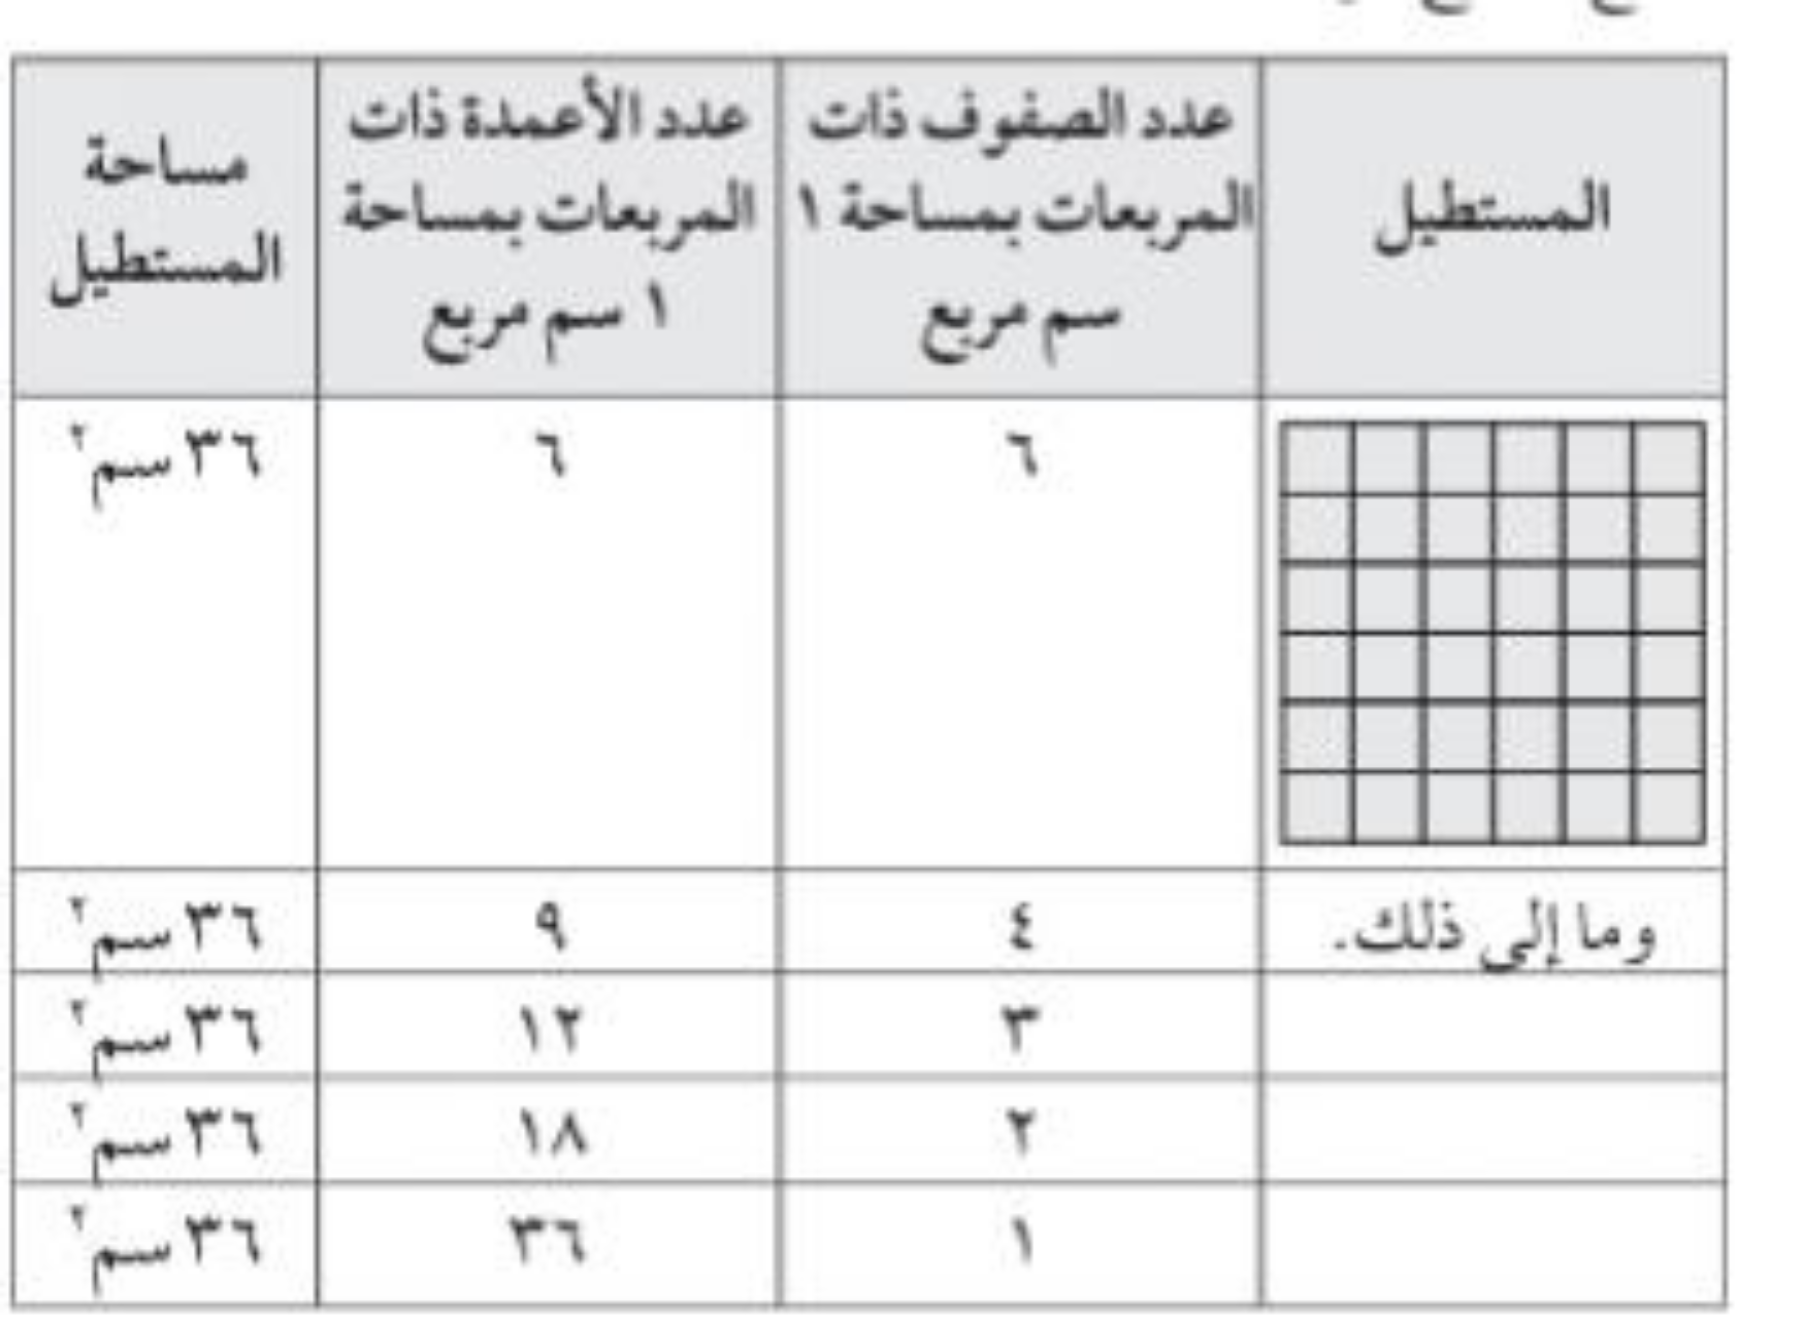 المستطيل
عدد الصفوف ذات
المربعات بمساحة ١
سم مربع
عدد الأعمدة ذات
المربعات بمساحة
١ سم مربع
مساحة
المستطيل
٦
٦
٣٦ سم٢
وما إلى ذلك.
٤
٩
٣٦ سم٢
٣
١٢
٣٦ سم٢
٢
١٨
٣٦ سم٢
١
٣٦
٣٦ سم٢